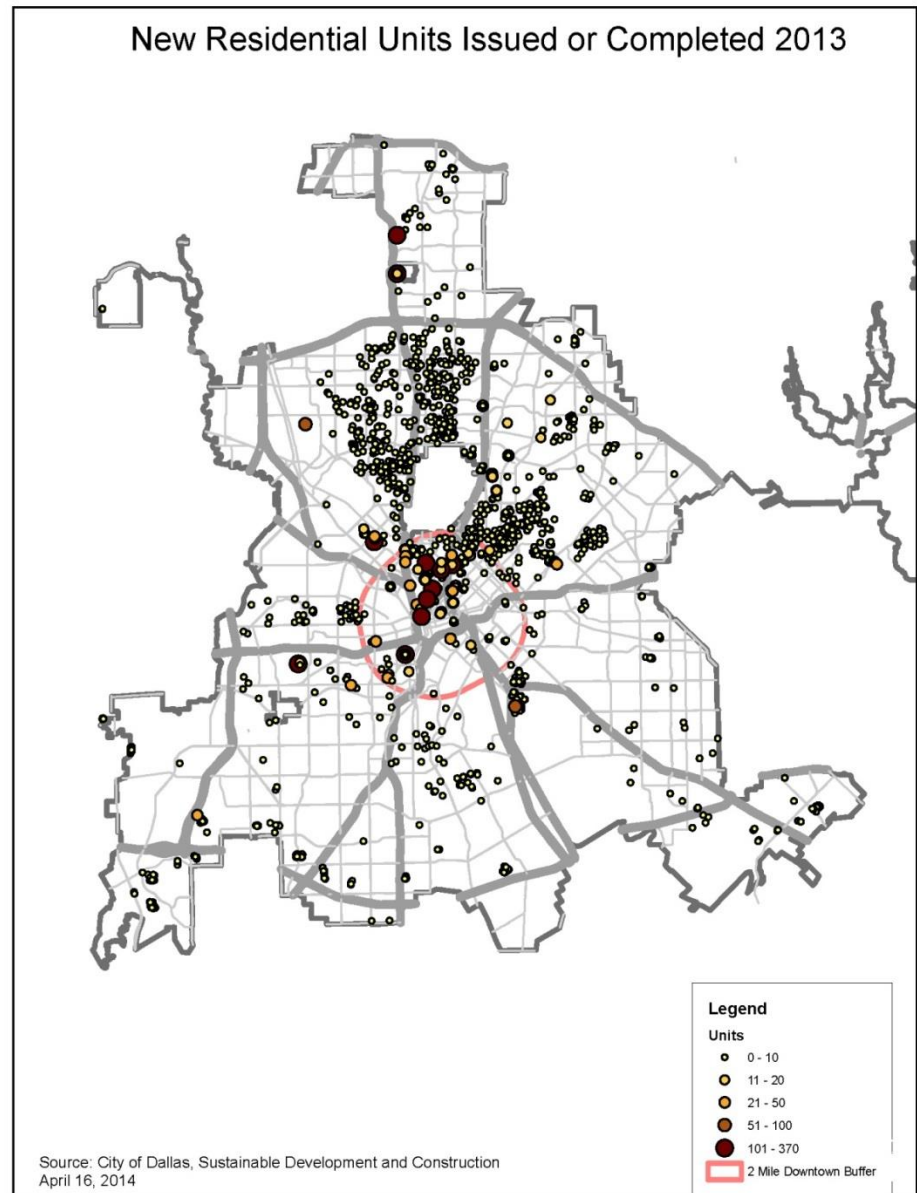 New Residential Units Issued or Completed 2013
Legend
Units
0 - 10
11 - 20
21 - 50
51 - 100
101 - 370
2 Mile Downtown Buffer
Source: City of Dallas, Sustainable Development and Construction
April 16, 2014